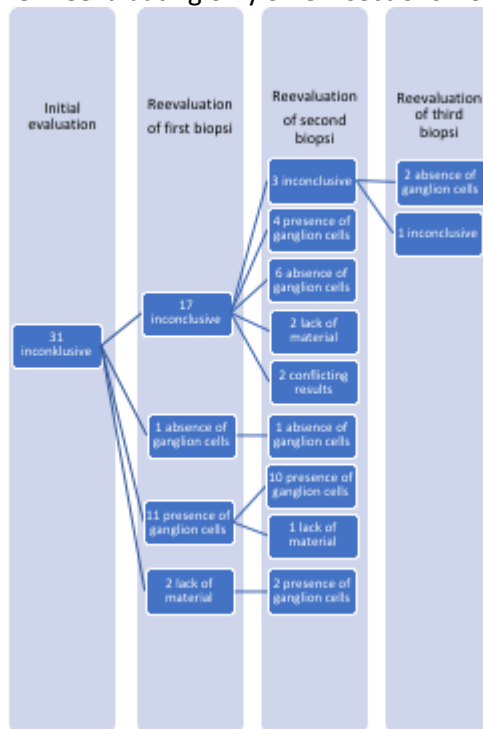 Initial
evaluation
Reevaluation
of first biopsi
Reevaluation
of second
biopsi
Reevaluation
of third
biopsi
31
inconklusive
17
inconclusive
1 absence of
ganglion cells
11 presence of
ganglion cells
2 lack of
material
3 inconclusive
4 presence of
ganglion cells
6 absence of
ganglion cells
2 lack of
material
2 conflicting
results
1 absence of
ganglion cells
10 presence of
ganglion cells
1 lack of
material
2 presence of
ganglion cells
2 absence of
ganglion cells
1 inconclusive